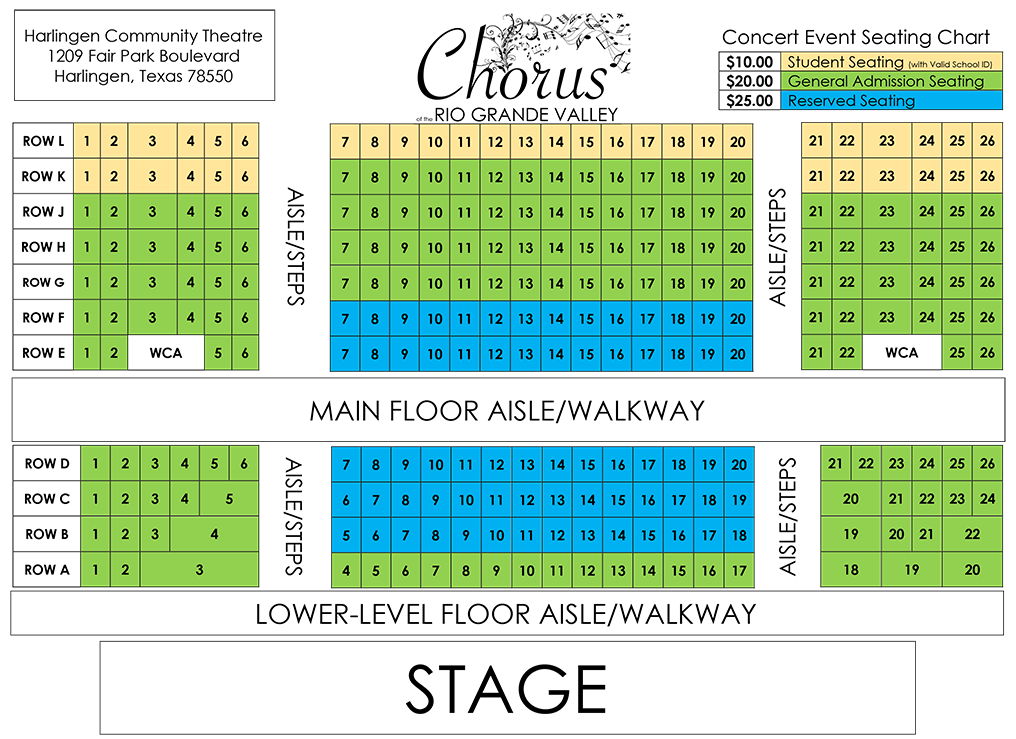 Harlingen Community Theatre
1209 Fair Park Boulevard
Harlingen, Texas 78550
Chorus
of the RIO GRANDE VALLEY
Concert Event Seating Chart
$10.00 Student Seating (with Valid School ID)
$20.00 General Admission Seating
$25.00 Reserved Seating
ROW L 1 2 3 4 5 6 7 8 9 10 11 12 13 14 15 16 17 18 19 20 21 22 23 24 25 26
ROW K 1 2 3 4 5 6 7 8 9 10 11 12 13 14 15 16 17 18 19 20 21 22 23 24 25 26
ROW J 1 2 3 4 5 6 7 8 9 10 11 12 13 14 15 16 17 18 19 20 21 22 23 24 25 26
ROW H 1 2 3 4 5 6 7 8 9 10 11 12 13 14 15 16 17 18 19 20 21 22 23 24 25 26
ROW G 1 2 3 4 5 6 7 8 9 10 11 12 13 14 15 16 17 18 19 20 21 22 23 24 25 26
ROW F 1 2 3 4 5 6 7 8 9 10 11 12 13 14 15 16 17 18 19 20 21 22 23 24 25 26
ROW E 1 2 WCA 5 6 7 8 9 10 11 12 13 14 15 16 17 18 19 20 21 22 WCA 25 26
AISLE/STEPS
AISLE/STEPS
MAIN FLOOR AISLE/WALKWAY
ROW D 1 2 3 4 5 6 7 8 9 10 11 12 13 14 15 16 17 18 19 20 21 22 23 24 25 26
ROW C 1 2 3 4 5 6 7 8 9 10 11 12 13 14 15 16 17 18 19 20 21 22 23 24
ROW B 1 2 3 4 5 6 7 8 9 10 11 12 13 14 15 16 17 18 19 20 21 22
ROW A 1 2 3 4 5 6 7 8 9 10 11 12 13 14 15 16 17 18 19 20
AISLE/STEPS
AISLE/STEPS
LOWER-LEVEL FLOOR AISLE/WALKWAY
STAGE